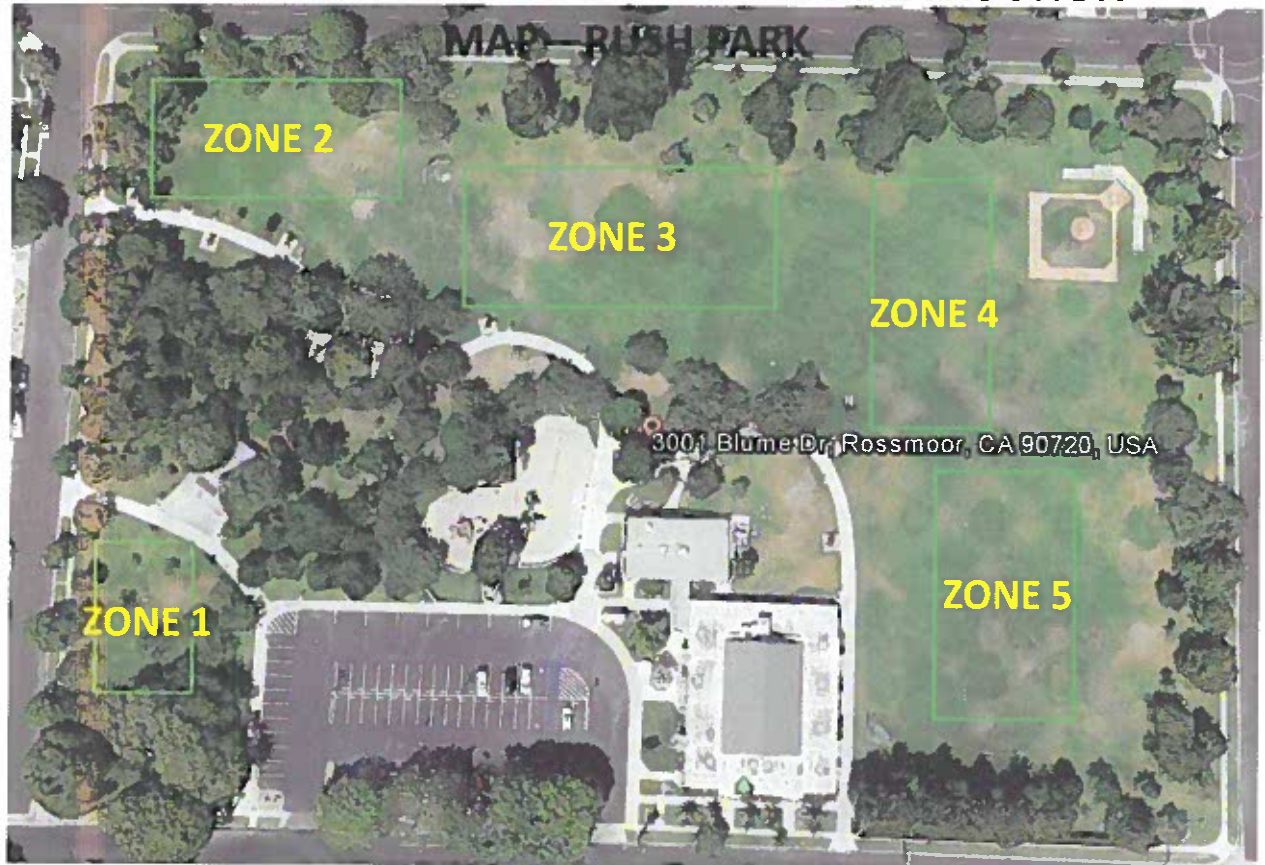 MAP—RUSH PARK
ZONE 2
ZONE 3
ZONE 4
3001 Blume Dr, Rossmoor, CA 90720, USA
ZONE 5
ZONE 1